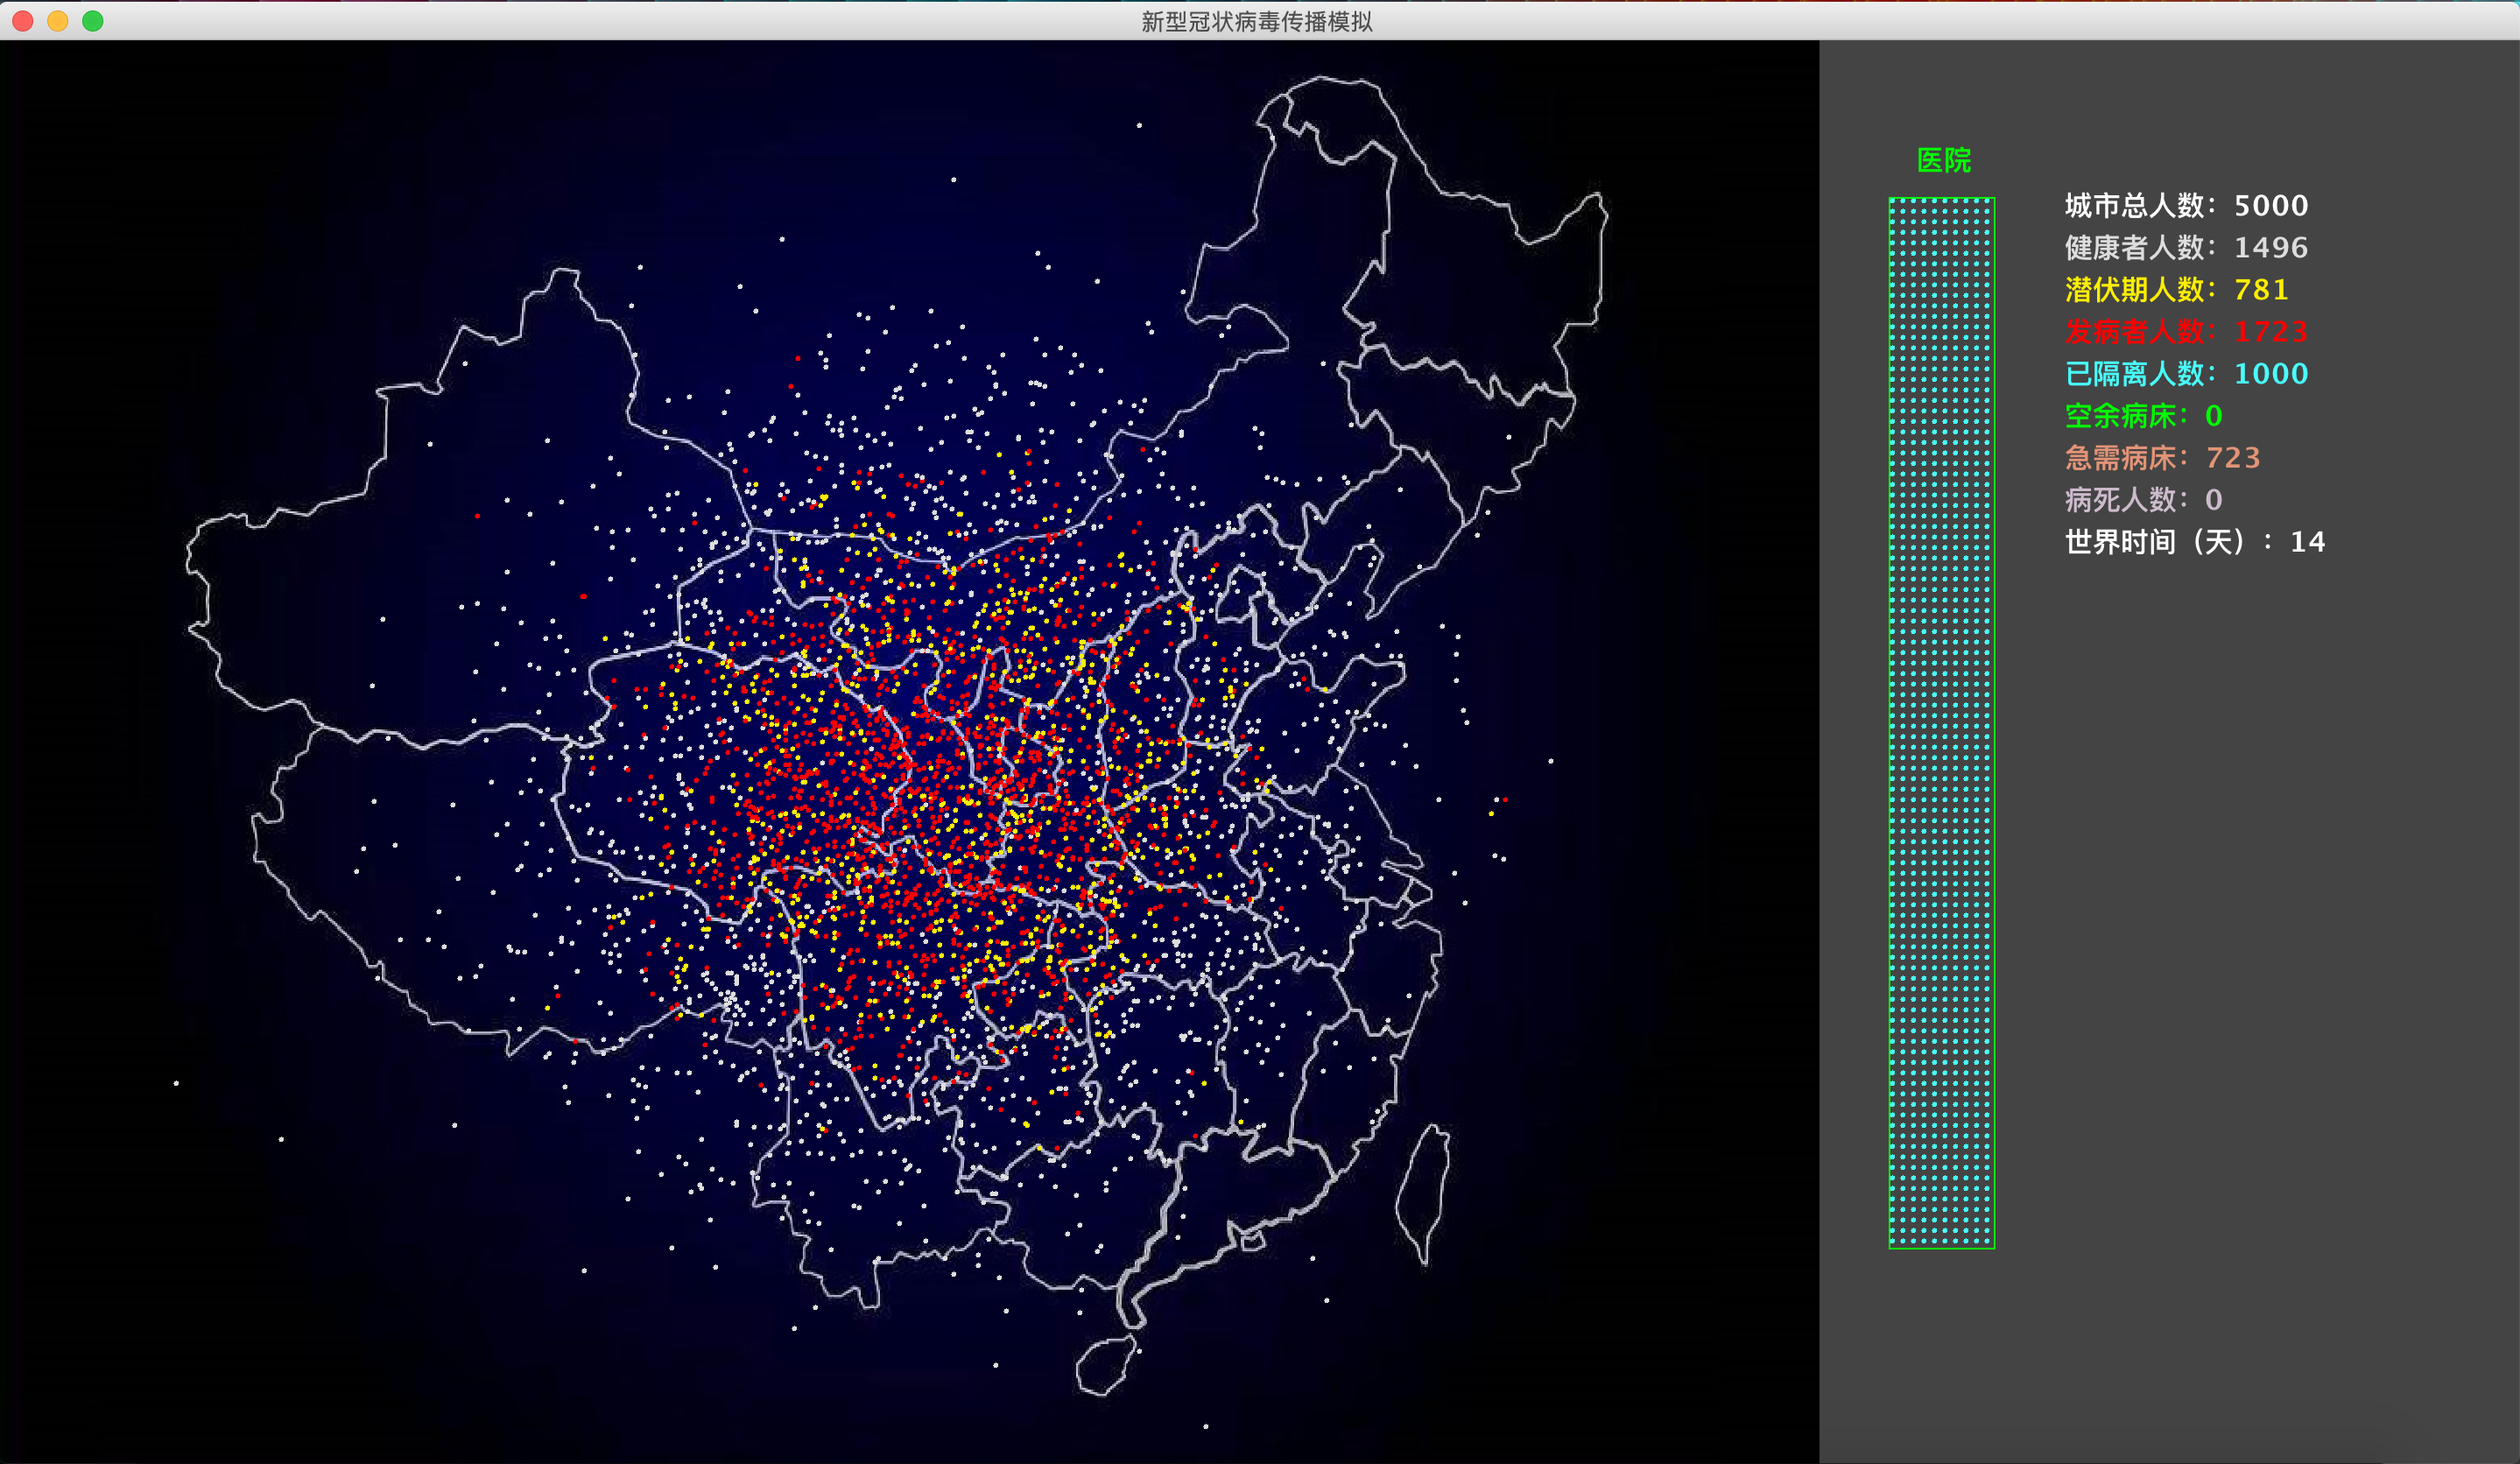 新型冠状病毒传播模拟
医院
城市总人数：5000
健康者人数：1496
潜伏期人数：781
发病者人数：1723
已隔离人数：1000
空余病床：0
急需病床：723
病死人数：0
世界时间（天）：14